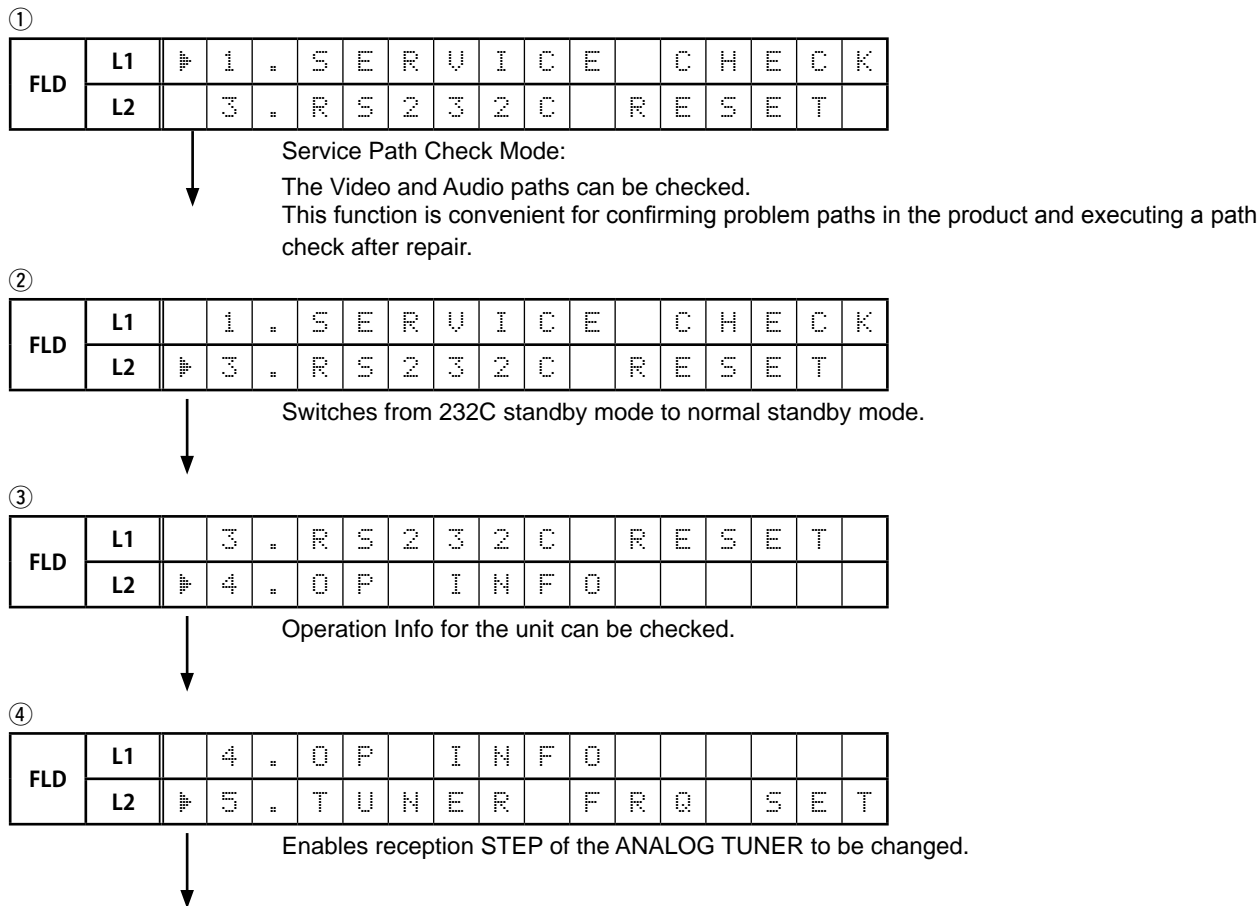 ①
FLD L1 ▶ 1.SERVICE CHECK
L2 3.RS232C RESET
Service Path Check Mode:
The Video and Audio paths can be checked.
This function is convenient for confirming problem paths in the product and executing a path
check after repair.
②
FLD L1 1.SERVICE CHECK
L2 ▶ 3.RS232C RESET
Switches from 232C standby mode to normal standby mode.
③
FLD L1 3.RS232C RESET
L2 ▶ 4.OP INFO
Operation Info for the unit can be checked.
④
FLD L1 4.OP INFO
L2 ▶ 5.TUNER FRQ SET
Enables reception STEP of the ANALOG TUNER to be changed.